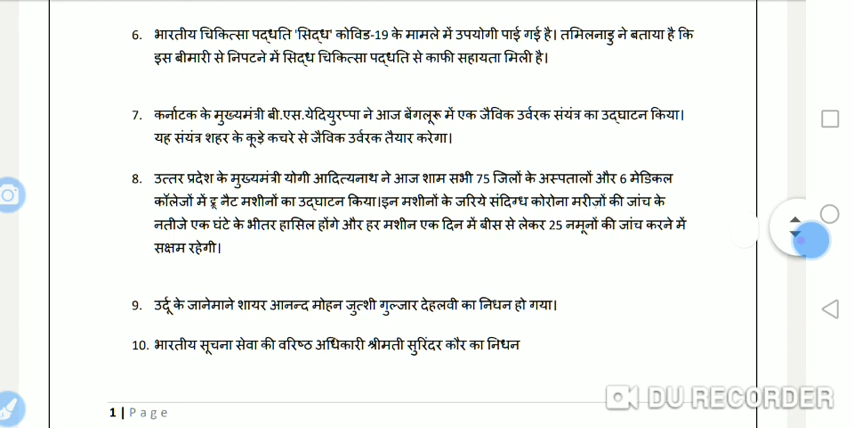 6. भारतीय चिकित्सा पद्धति 'सिद्ध' कोविड-19 के मामले में उपयोगी पाई गई है। तमिलनाडु ने बताया है कि
इस बीमारी से निपटने में सिद्ध चिकित्सा पद्धति से काफी सहायता मिली है।
7. कर्नाटक के मुख्यमंत्री बी.एस.येदियुरप्पा ने आज बेंगलूरू में एक जैविक उर्वरक संयंत्र का उद्घाटन किया।
यह संयंत्र शहर के कूड़े कचरे से जैविक उर्वरक तैयार करेगा।
8. उत्तर प्रदेश के मुख्यमंत्री योगी आदित्यनाथ ने आज शाम सभी 75 जिलों के अस्पतालों और 6 मेडिकल
कॉलेजों में ट्रू नैट मशीनों का उद्घाटन किया।इन मशीनों के जरिये संदिग्ध कोरोना मरीज़ों की जांच के
नतीजे एक घंटे के भीतर हासिल होंगे और हर मशीन एक दिन में बीस से लेकर 25 नमूनों की जांच करने में
सक्षम रहेगी।
9. उर्दू के जानेमाने शायर आनन्द मोहन जुत्शी गुल्जार देहलवी का निधन हो गया।
10. भारतीय सूचना सेवा की वरिष्ठ अधिकारी श्रीमती सुरिंदर कौर का निधन
1 | Page
DU RECORDER